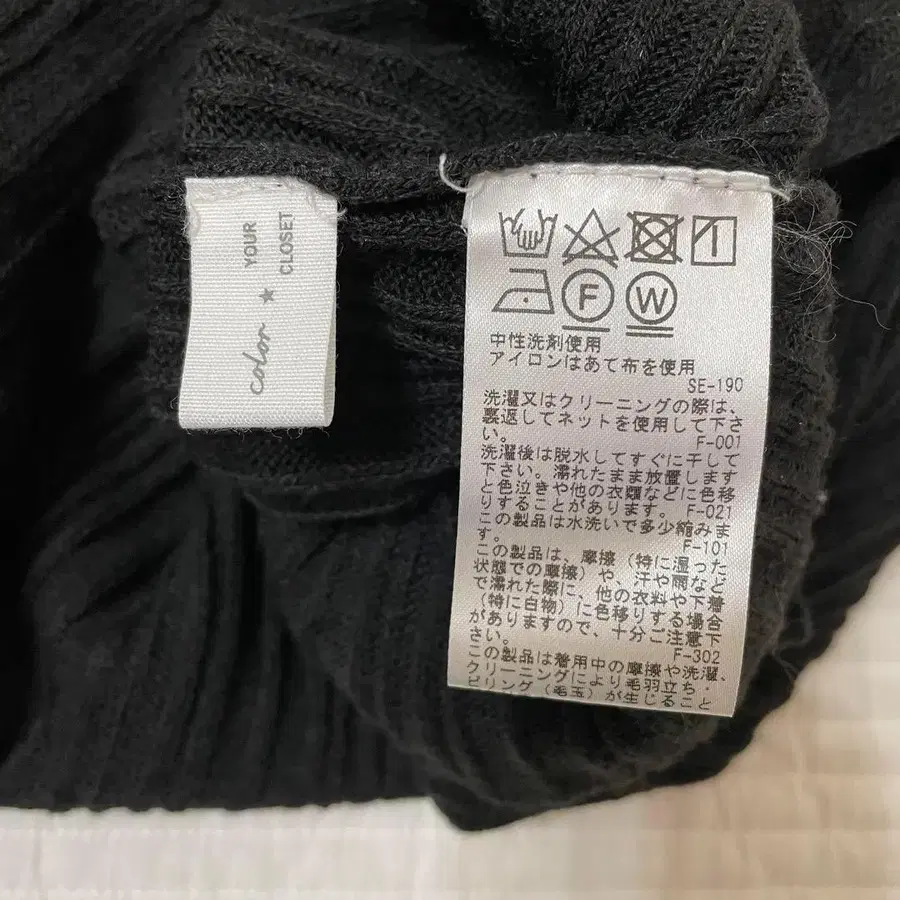 color ★ YOUR
CLOSET
F W
中性洗剤使用
アイロンはあて布を使用
SE-190
洗濯又はクリーニングの際は、
裏返してネットを使用して下さ
い。 F-001
洗濯後は脱水してすぐに干して
下さい。濡れたまま放置します
と色泣きや他の衣類などに色移
りすることがあります。 F-021
この製品は水洗いで多少縮みま
す。 F-101
この製品は、摩擦（特に湿った
状態での摩擦）や、汗や雨など
で濡れた際に、他の衣料や下着
（特に白物）に色移りする場合
がありますので、十分ご注意下
さい。 F-302
この製品は着用中の摩擦や洗濯、
クリーニングにより毛羽立ち・
ピリング（毛玉）が生じること